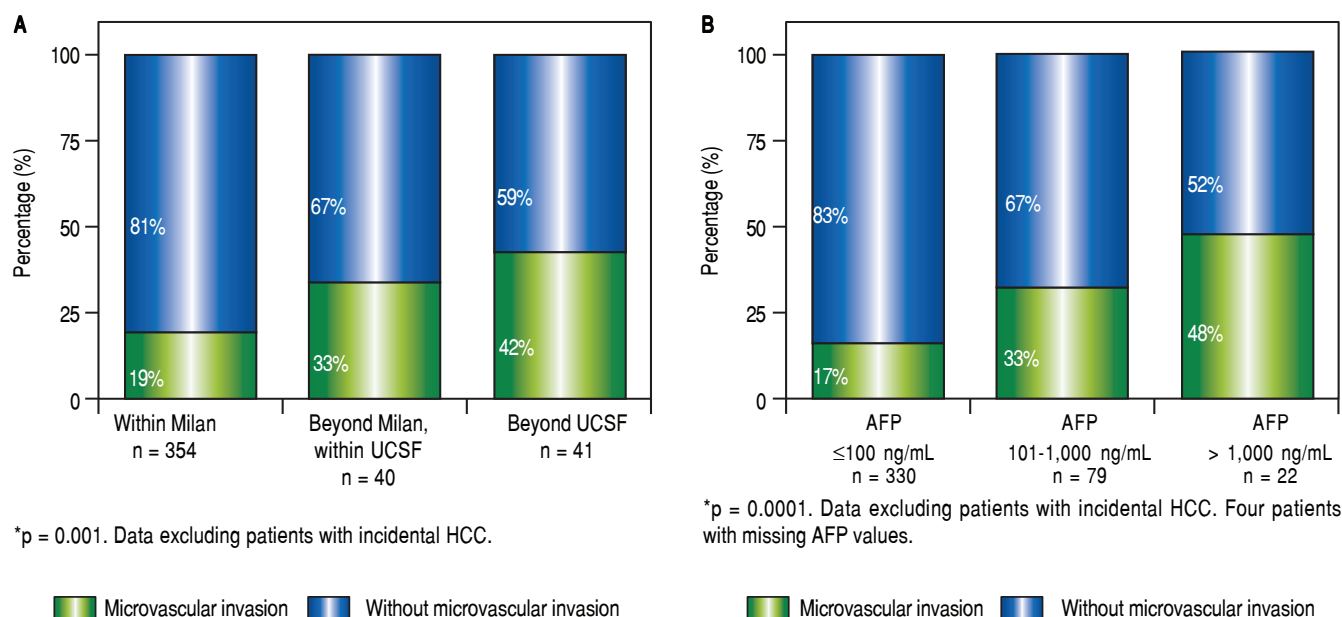 A
Percentage (%)
100
75
50
25
0
81%
67%
59%
19%
33%
42%
Within Milan
n = 354
Beyond Milan,
within UCSF
n = 40
Beyond UCSF
n = 41
*p = 0.001. Data excluding patients with incidental HCC.
Microvascular invasion
Without microvascular invasion
B
Percentage (%)
100
75
50
25
0
83%
67%
52%
17%
33%
48%
AFP
≤100 ng/mL
n = 330
AFP
101-1,000 ng/mL
n = 79
AFP
> 1,000 ng/mL
n = 22
*p = 0.0001. Data excluding patients with incidental HCC. Four patients
with missing AFP values.
Microvascular invasion
Without microvascular invasion